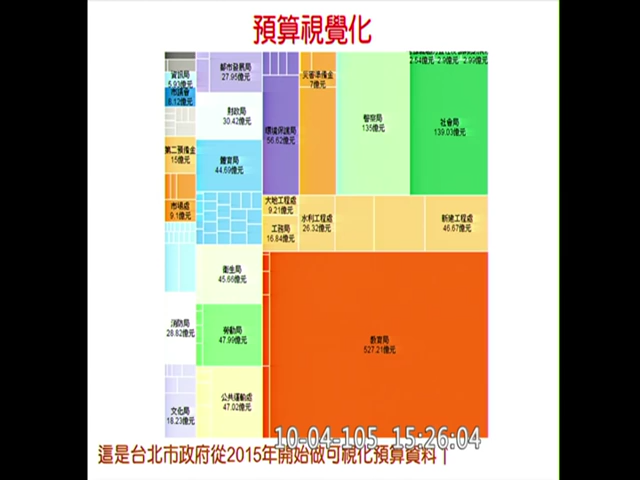 預算視覺化
資訊局
都市發展局
27.95億元
災害準備金
7億元
2.54億元 2.9億元 2.99億元
市議會
8.12億元
財政局
30.42億元
環境保護局
56.62億元
警察局
135億元
社會局
139.03億元
第二預備金
15億元
體育局
44.69億元
市場處
9.1億元
大地工程處
9.21億元
水利工程處
26.32億元
新建工程處
46.67億元
工務局
16.84億元
衛生局
45.66億元
消防局
28.82億元
勞動局
47.99億元
教育局
527.21億元
文化局
18.23億元
公共運輸處
47.02億元
10-04-105 15:26:04
這是台北市政府從2015年開始做可視化預算資料